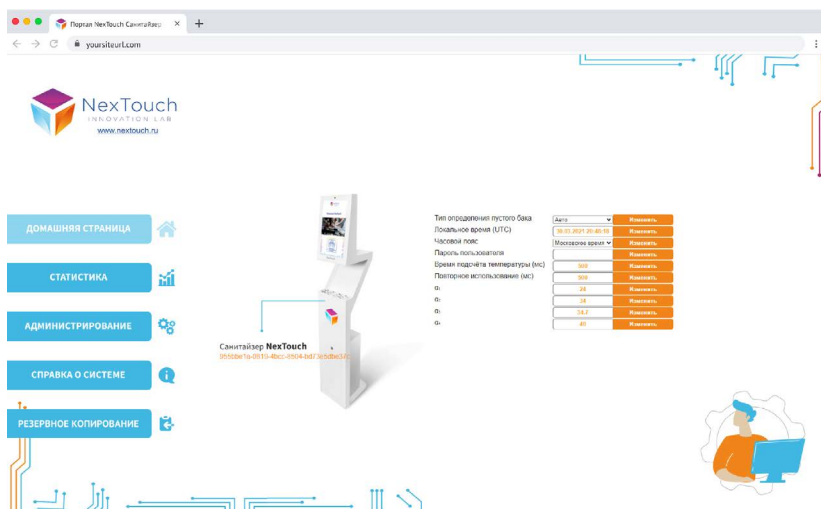 Портал NexTouch Санитайзер
yoursiteurl.com
NexTouch
INNOVATION LAB
www.nextouch.ru
ДОМАШНЯЯ СТРАНИЦА
СТАТИСТИКА
АДМИНИСТРИРОВАНИЕ
СПРАВКА О СИСТЕМЕ
РЕЗЕРВНОЕ КОПИРОВАНИЕ
Санитайзер NexTouch
Тип определения пустого бака Авто Изменить
Локальное время (UTC) Изменить
Часовой пояс Московское время Изменить
Пароль пользователя Изменить
Время подсчёта температуры (мс) 500 Изменить
Повторное использование (мс) 500 Изменить
24 Изменить
34 Изменить
Изменить
40 Изменить